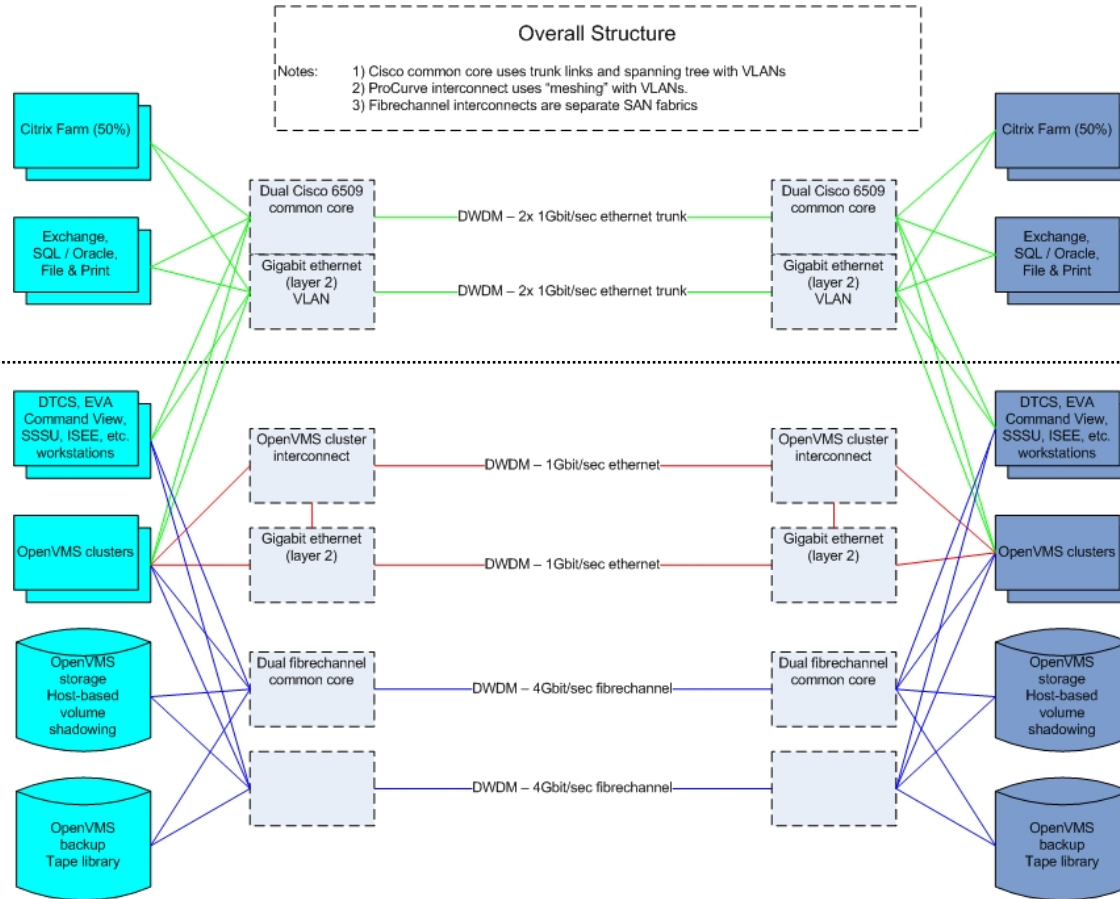 Overall Structure
Notes: 1) Cisco common core uses trunk links and spanning tree with VLANs
2) ProCurve interconnect uses "meshing" with VLANs.
3) Fibrechannel interconnects are separate SAN fabrics
Citrix Farm (50%)
Citrix Farm (50%)
Dual Cisco 6509
common core
DWDM – 2x 1Gbit/sec ethernet trunk
Dual Cisco 6509
common core
Exchange,
SQL / Oracle,
File & Print
Exchange,
SQL / Oracle,
File & Print
Gigabit ethernet
(layer 2)
VLAN
DWDM – 2x 1Gbit/sec ethernet trunk
Gigabit ethernet
(layer 2)
VLAN
DTCS, EVA
Command View,
SSSU, ISEE, etc.
workstations
DTCS, EVA
Command View,
SSSU, ISEE, etc.
workstations
OpenVMS cluster
interconnect
DWDM – 1Gbit/sec ethernet
OpenVMS cluster
interconnect
OpenVMS clusters
Gigabit ethernet
(layer 2)
DWDM – 1Gbit/sec ethernet
Gigabit ethernet
(layer 2)
OpenVMS clusters
OpenVMS
storage
Host-based
volume
shadowing
Dual fibrechannel
common core
DWDM – 4Gbit/sec fibrechannel
Dual fibrechannel
common core
OpenVMS
storage
Host-based
volume
shadowing
DWDM – 4Gbit/sec fibrechannel
OpenVMS
backup
Tape library
OpenVMS
backup
Tape library